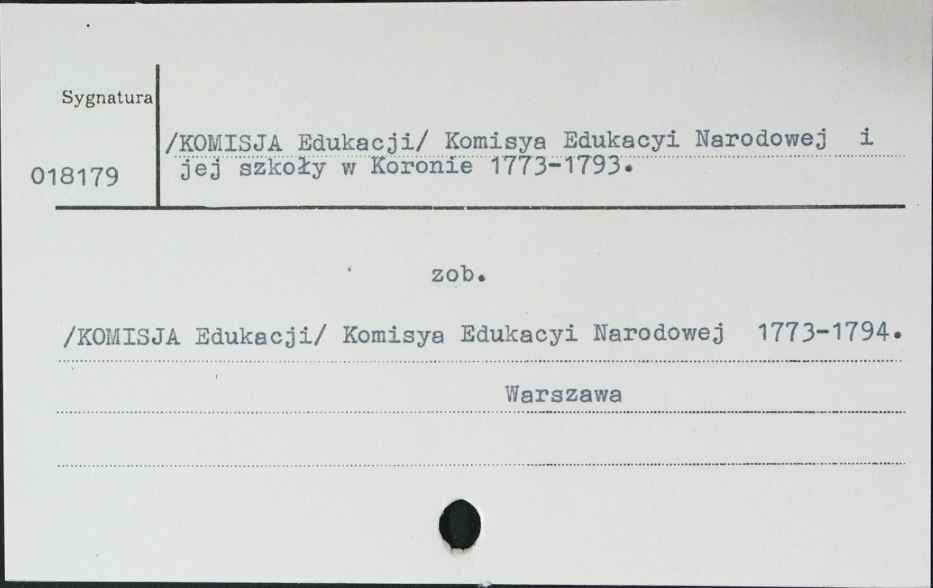 Sygnatura
/KOMISJA Edukacji/ Komisya Edukacyi Narodowej i
018179
jej szkoły w Koronie 1773-1793.
zob.
/KOMISJA Edukacji/ Komisya Edukacyi Narodowej 1773-1794.
Warszawa